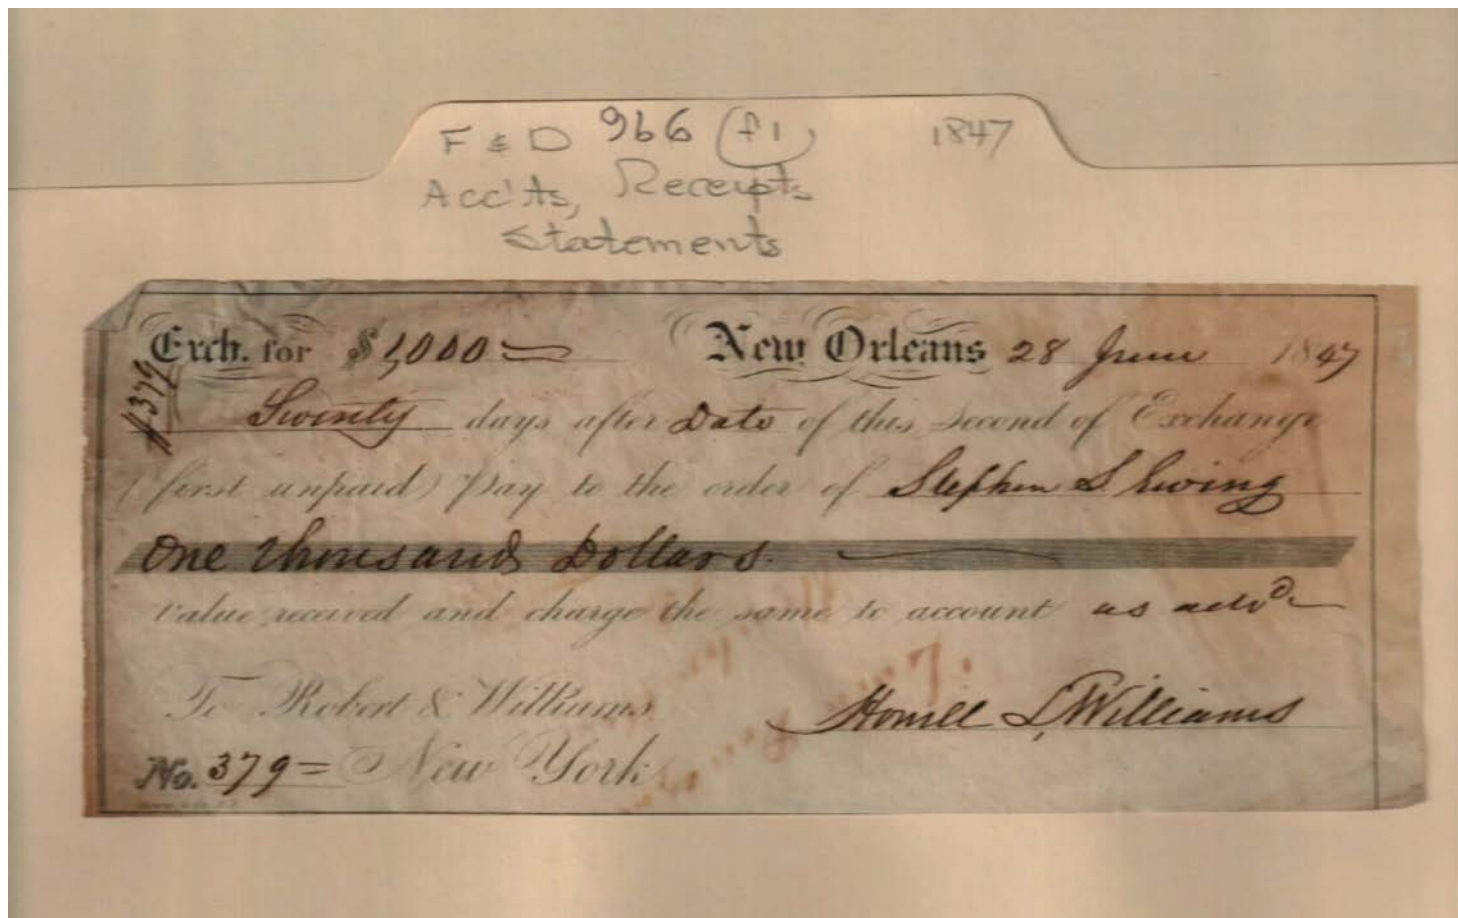 F & D 966 (f1) 1847
Acc'ts, Receipts
Statements
Exch. for $1,000 = New Orleans 28 June 1847
#379
Twenty days after Date of this Second of Exchange
(first unpaid) Pay to the order of Stephen S. Ewing
One thousand Dollars.
Value received and charge the same to account as adv^d
To Robert & Williams
Howell L. Williams
No. 379 = New York